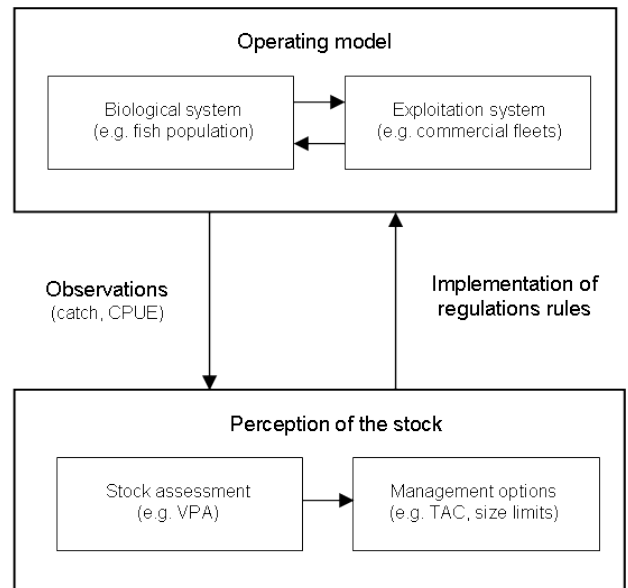 Operating model
Biological system
(e.g. fish population)
Exploitation system
(e.g. commercial fleets)
Observations
(catch, CPUE)
Implementation of
regulations rules
Perception of the stock
Stock assessment
(e.g. VPA)
Management options
(e.g. TAC, size limits)